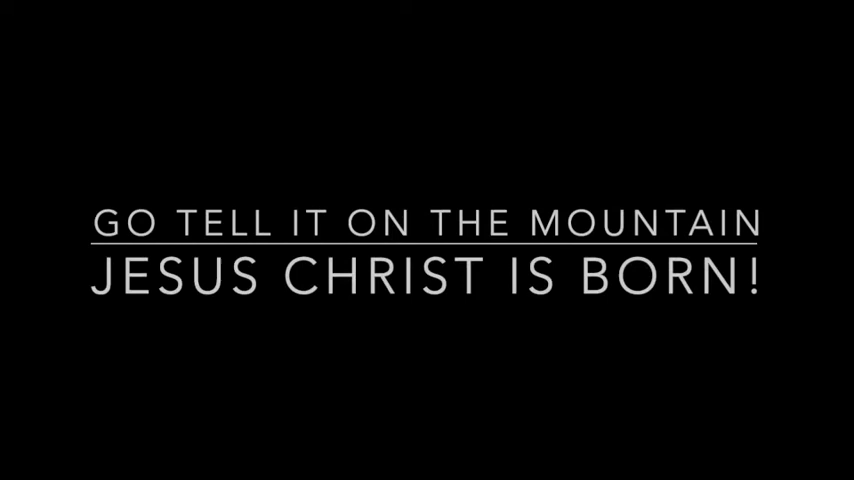 GO TELL IT ON THE MOUNTAIN
JESUS CHRIST IS BORN!